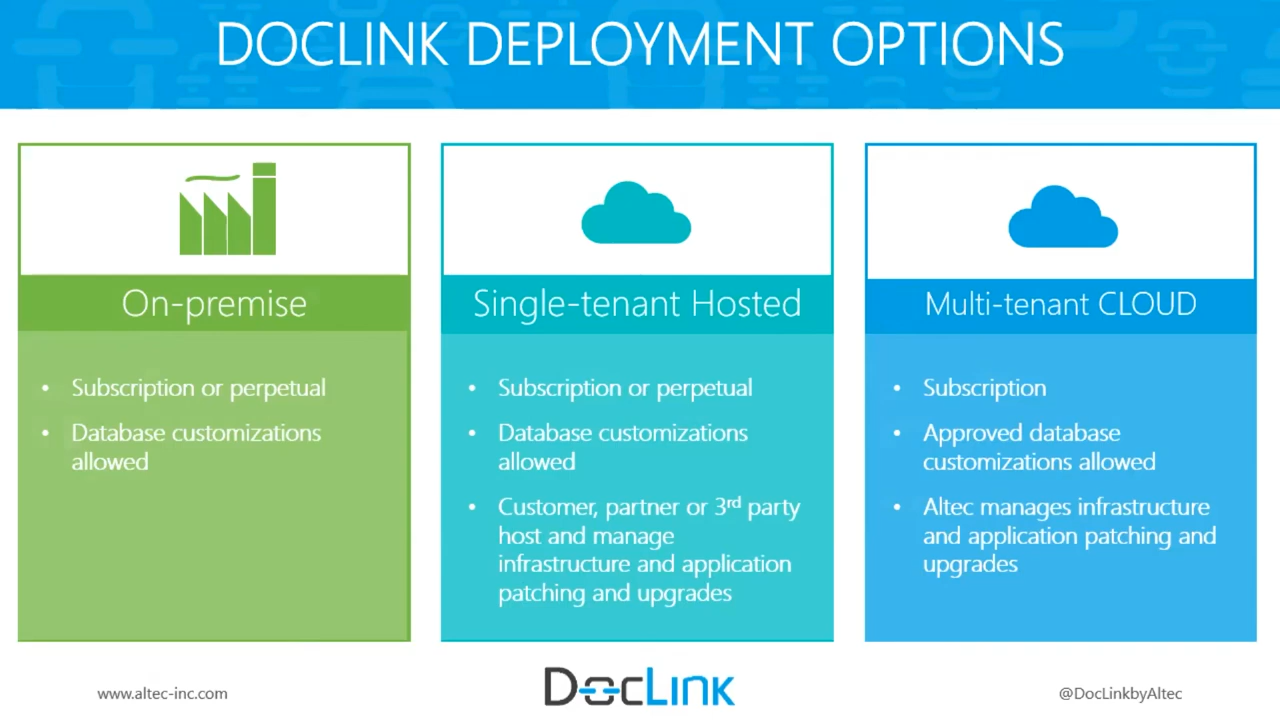 DOCLINK DEPLOYMENT OPTIONS
On-premise
• Subscription or perpetual
• Database customizations
allowed
Single-tenant Hosted
• Subscription or perpetual
• Database customizations
allowed
• Customer, partner or 3rd party
host and manage
infrastructure and application
patching and upgrades
Multi-tenant CLOUD
• Subscription
• Approved database
customizations allowed
• Altec manages infrastructure
and application patching and
upgrades
www.altec-inc.com
DocLink
@DocLinkbyAltec